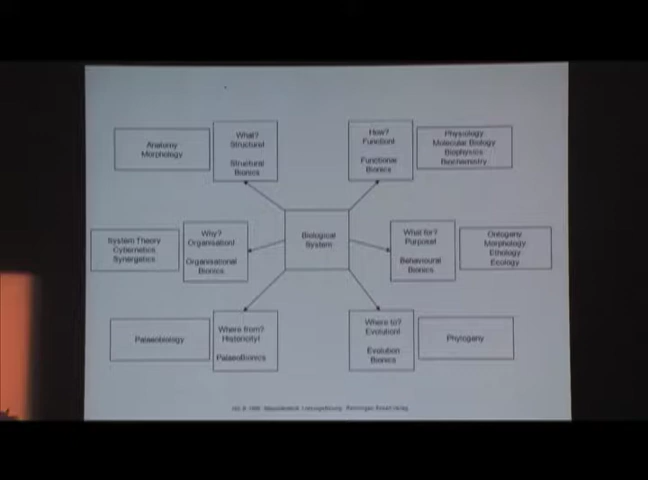 Anatomy
Morphology
What?
Structure!
Structural
Bionics
How?
Function!
Functional
Bionics
Physiology
Molecular Biology
Biophysics
Biochemistry
System Theory
Cybernetics
Synergetics
Why?
Organisation!
Organisational
Bionics
Biological
System
What for?
Purpose!
Behavioural
Bionics
Ontogeny
Morphology
Ethology
Ecology
Palaeobiology
Where from?
Historicity!
PalaeoBionics
Where to?
Evolution!
Evolution
Bionics
Phylogeny